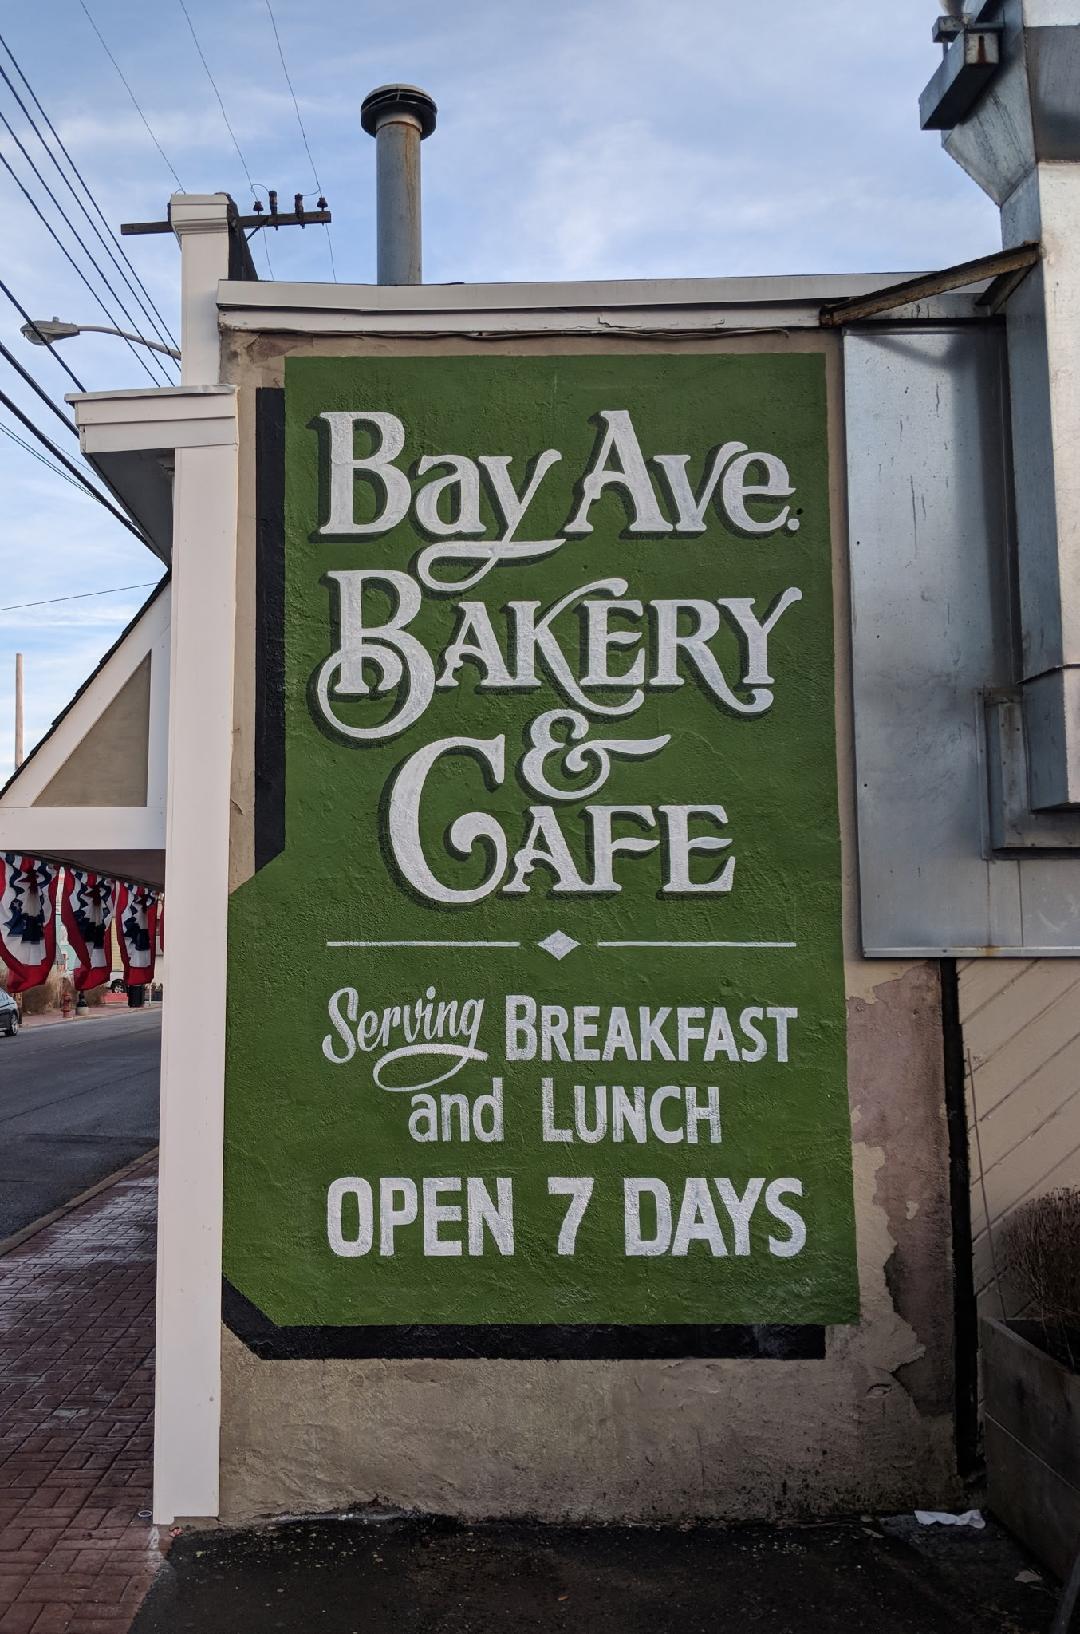 Bay Ave.
BAKERY
&
CAFE
Serving BREAKFAST
and LUNCH
OPEN 7 DAYS